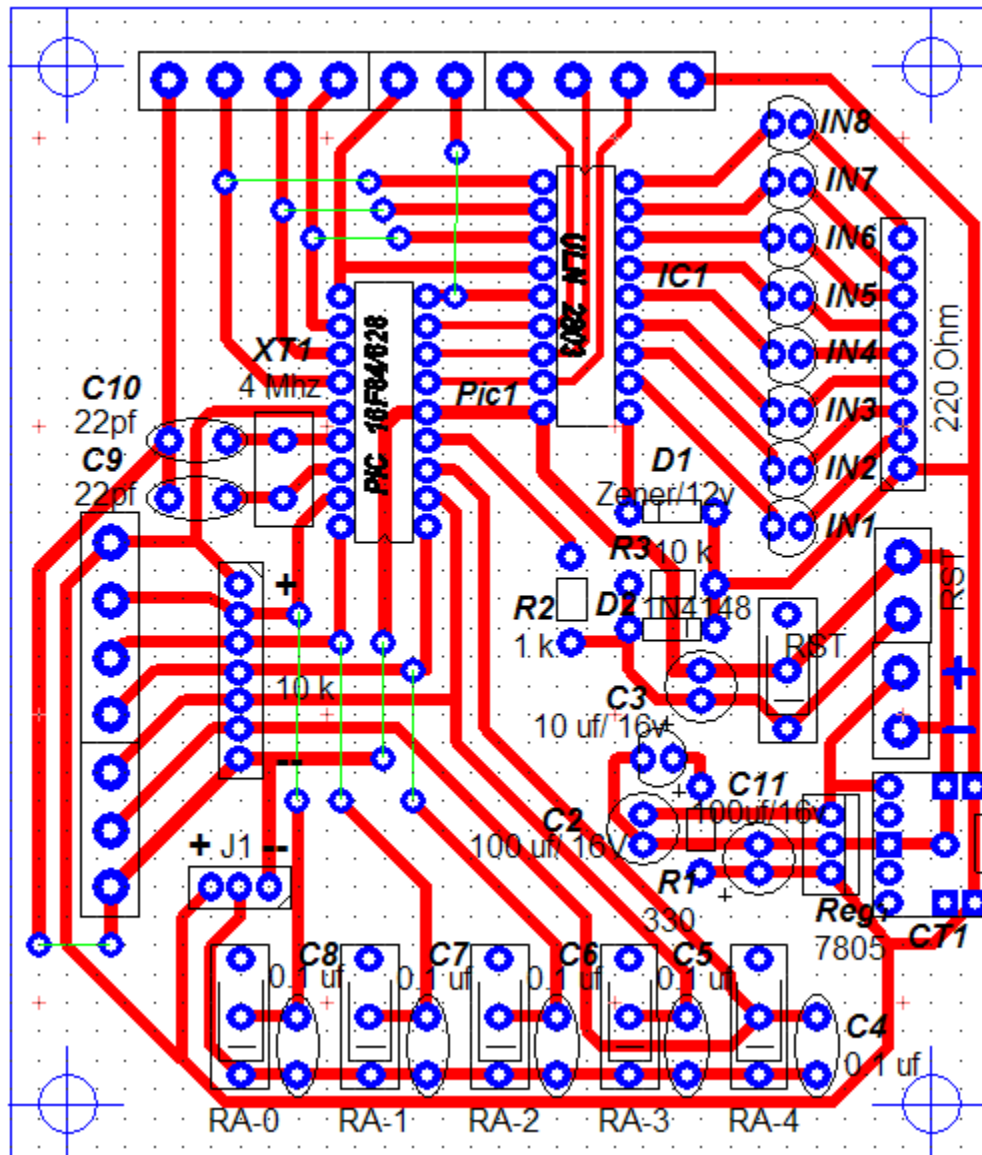 IN8
IN7
IN6
IN5
IN4
IN3
IN2
IN1
220 Ohm
ULN 2803
IC1
XT1
4 Mhz
PIC 16F84/628
Pic1
C10
22pf
C9
22pf
D1
Zener/12v
R3
10 k
R2
1 k
D2
1N4148
RST
RST
+
--
10 k
C3
10 uf/ 16v
+
+
−
C11
100uf/16v
+
C2
100 uf/ 16V
+
R1
330
Reg1
7805
CT1
+ J1 --
C8
0.1 uf
C7
0.1 uf
C6
0.1 uf
C5
0.1 uf
C4
0.1 uf
RA-0
RA-1
RA-2
RA-3
RA-4